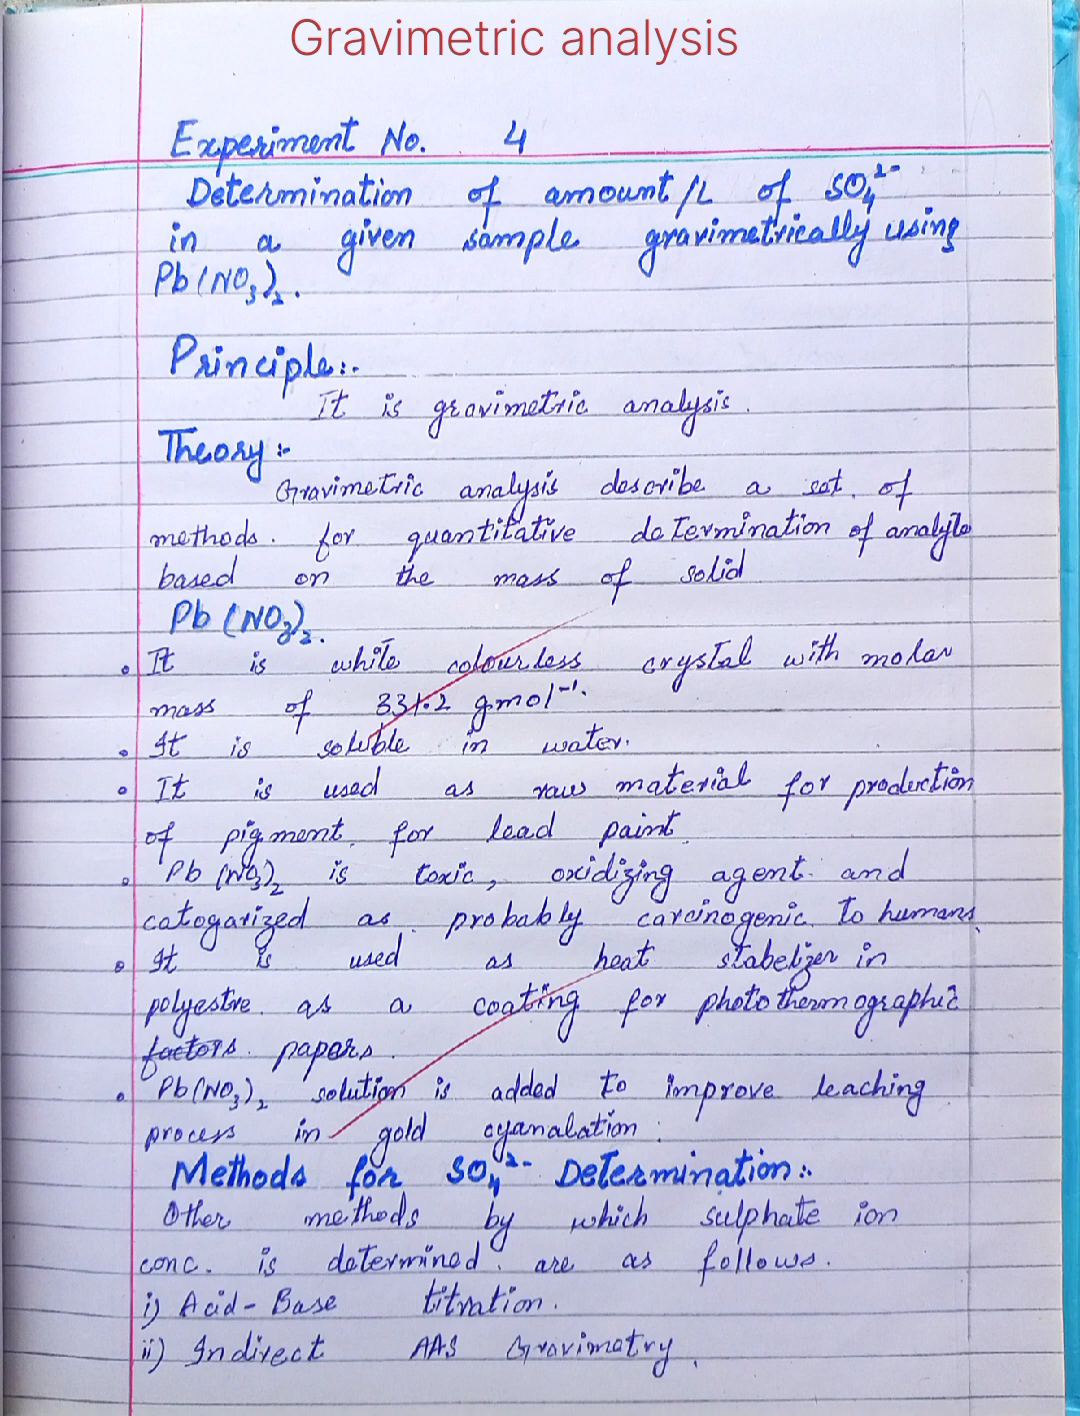 Gravimetric analysis
Experiment No. 4
Determination of amount/L of SO₄²⁻
in a given sample gravimetrically using
Pb(NO₃)₂.
Principle:-
It is gravimetric analysis.
Theory:-
Gravimetric analysis describe a set of
methods. for quantitative determination of analyte
based on the mass of solid
Pb(NO₃)₂.
• It is white colourless crystal with molar
mass of 331.2 gmol⁻¹.
• It is soluble in water.
• It is used as raw material for production
of pigment for lead paint
• Pb(NO₃)₂ is toxic, oxidizing agent and
catogarized as probably carcinogenic to humans
• It is used as heat stabelizer in
polyestre as a coating for photothermographic
factors papers.
• Pb(NO₃)₂ solution is added to improve leaching
process in gold cyanalation.
Methods for SO₄²⁻ Determination:-
Other methods by which sulphate ion
conc. is determined are as follows.
i) Acid-Base titration.
ii) Indirect AAS Gravimetry.